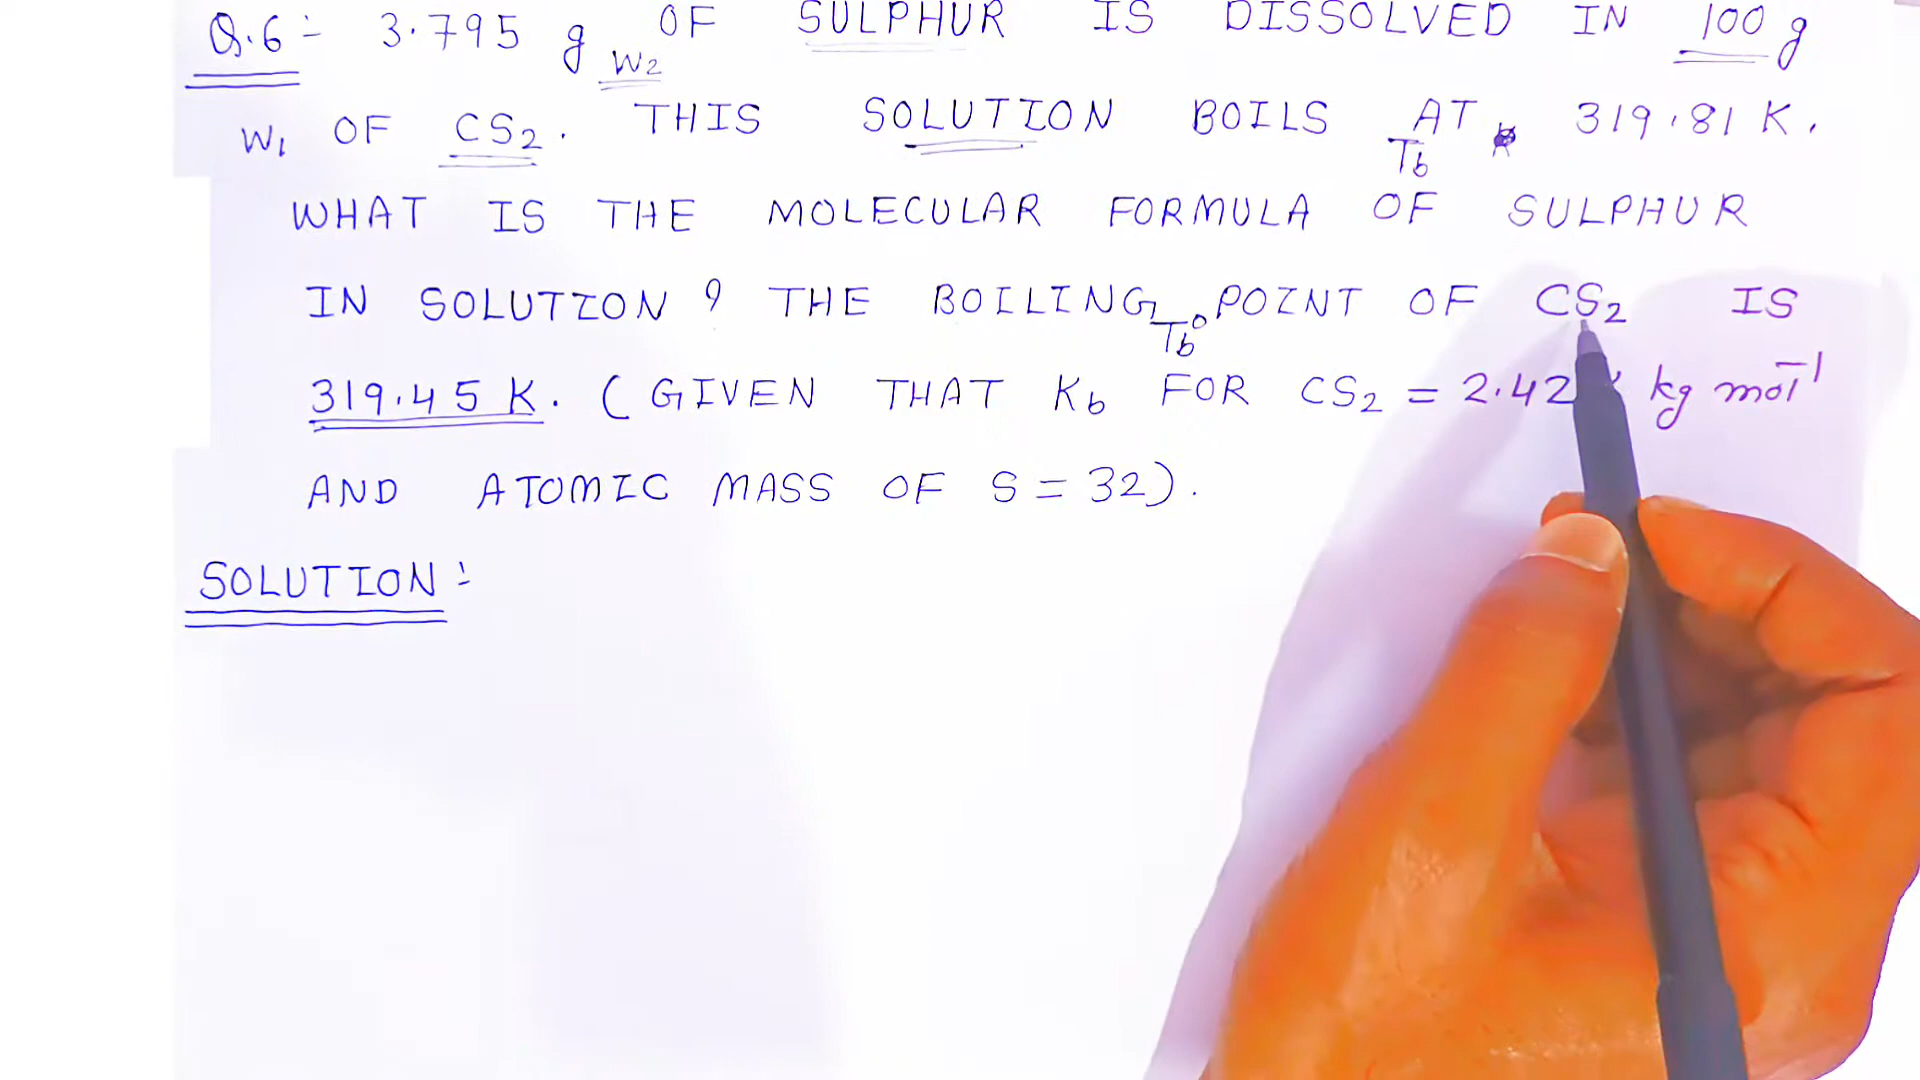 Q.6:- 3.795 g OF SULPHUR IS DISSOLVED IN 100 g
W2
W1 OF CS2. THIS SOLUTION BOILS AT 319.81 K.
Tb
WHAT IS THE MOLECULAR FORMULA OF SULPHUR
IN SOLUTION ? THE BOILING POINT OF CS2 IS
Tb°
319.45 K. (GIVEN THAT Kb FOR CS2 = 2.42 kg mol-1
AND ATOMIC MASS OF S = 32).
SOLUTION:-